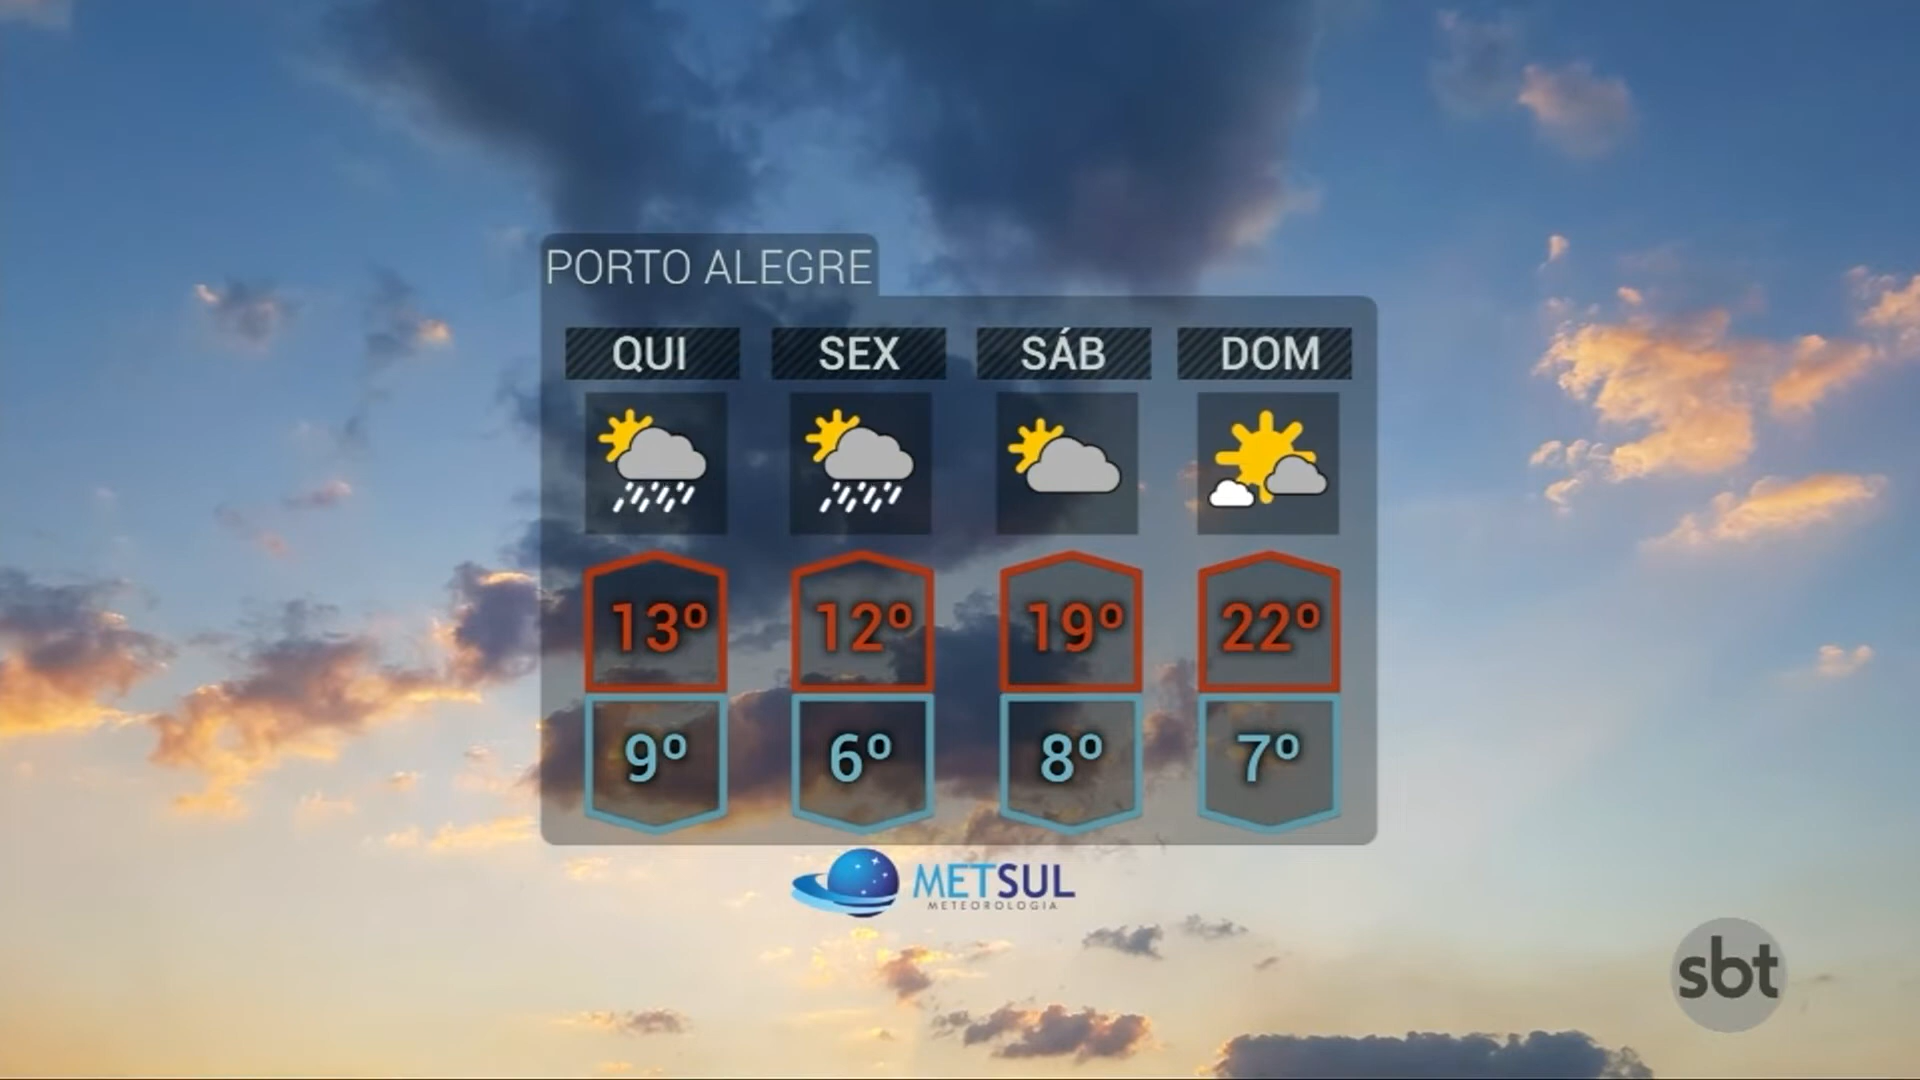 PORTO ALEGRE
QUI SEX SÁB DOM
13º 12º 19º 22º
9º 6º 8º 7º
METSUL
METEOROLOGIA
sbt